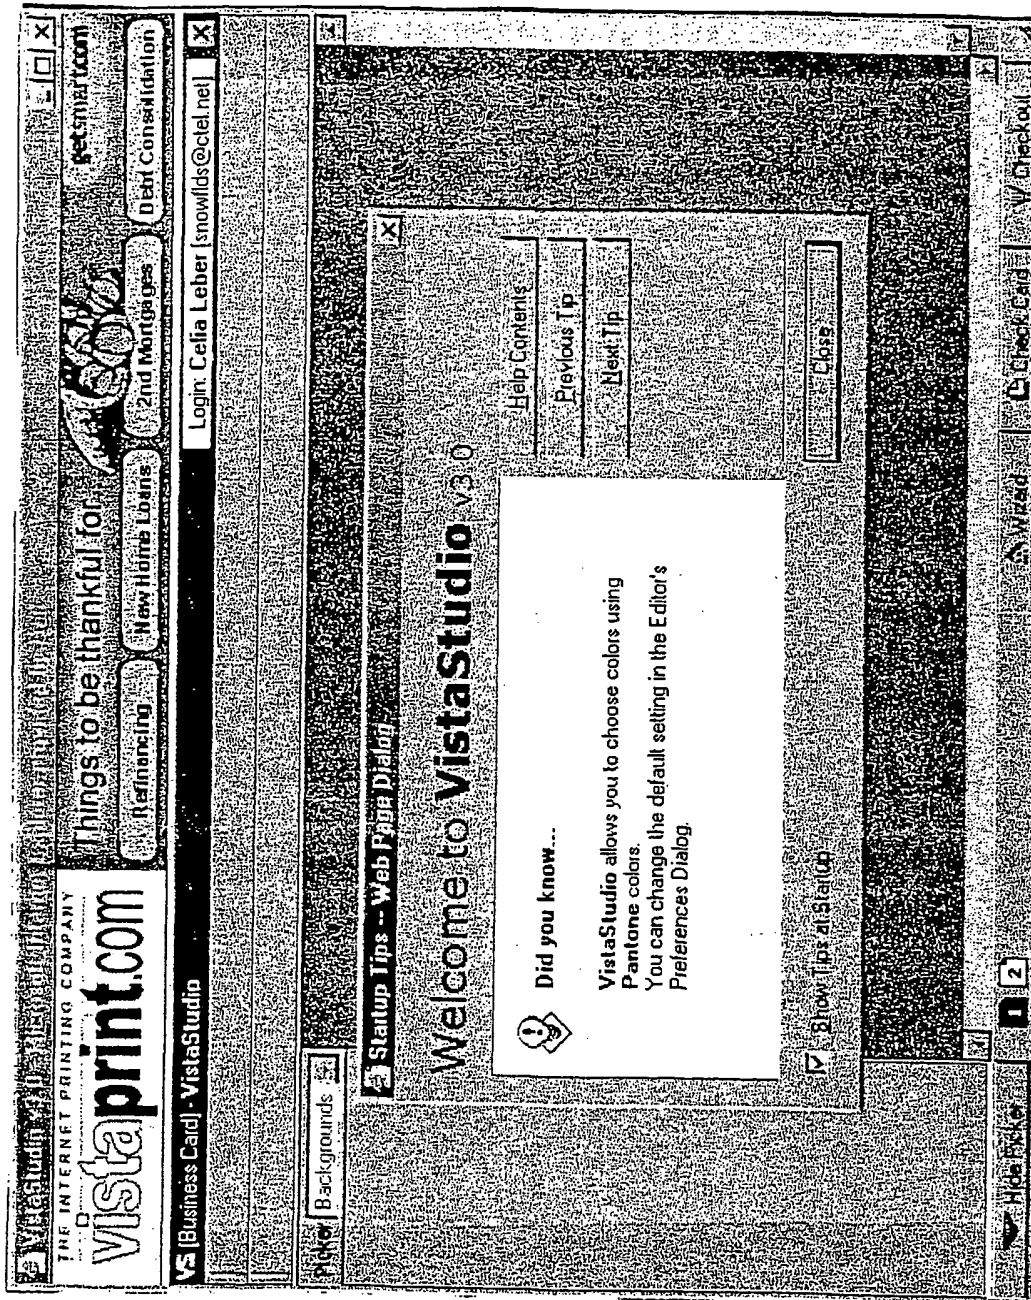 THE INTERNET PRINTING COMPANY
vistaprint.com
Things to be thankful for
getsmart.com
Refinancing
New Home Loans
2nd Mortgages
Debt Consolidation
VS [Business Card] - VistaStudio
Login: Celia Leber [snowflds@ctel.net]
Picker Backgrounds
Startup Tips -- Web Page Dialog
Welcome to VistaStudio v3.0
Help Contents
Previous Tip
Next Tip
Did you know...
VistaStudio allows you to choose colors using
Pantone colors.
You can change the default setting in the Editor's
Preferences Dialog.
Show Tips at Startup
Close
Hide Picker
1 2
Wizard
Check Card
Checkout